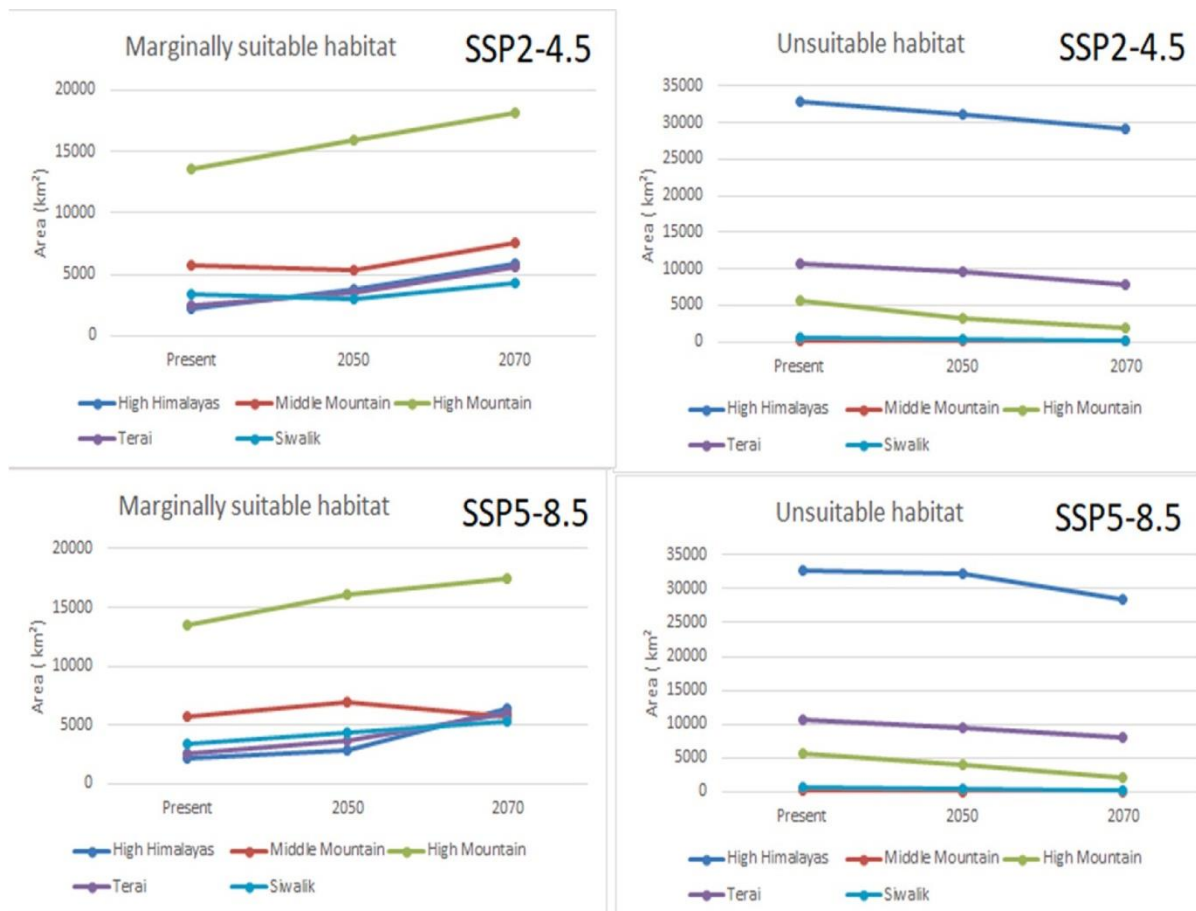 Marginally suitable habitat SSP2-4.5
20000
15000
10000
5000
0
Area (km²)
Present 2050 2070
High Himalayas Middle Mountain High Mountain
Terai Siwalik
Unsuitable habitat SSP2-4.5
35000
30000
25000
20000
15000
10000
5000
0
Area ( km²)
Present 2050 2070
High Himalayas Middle Mountain High Mountain
Terai Siwalik
Marginally suitable habitat SSP5-8.5
20000
15000
10000
5000
0
Area ( km²)
Present 2050 2070
High Himalayas Middle Mountain High Mountain
Terai Siwalik
Unsuitable habitat SSP5-8.5
35000
30000
25000
20000
15000
10000
5000
0
Area ( km²
Present 2050 2070
High Himalayas Middle Mountain High Mountain
Terai Siwalik